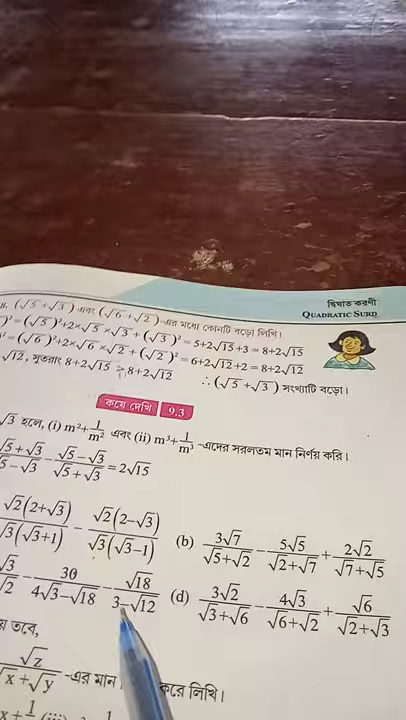 দ্বিঘাত করণী
QUADRATIC SURD
(√5+√3) এবং (√6+√2)-এর মধ্যে কোনটি বড়ো লিখি।
)² = (√5)²+2×√5×√3+(√3)² = 5+2√15+3 = 8+2√15
² = (√6)²+2×√6×√2+(√2)² = 6+2√12+2 = 8+2√12
√12, সুতরাং 8+2√15 > 8+2√12 ∴ (√5+√3) সংখ্যাটি বড়ো।
কষে দেখি 9.3
√3 হলে, (i) m²+1/m² এবং (ii) m³+1/m³ -এদের সরলতম মান নির্ণয় করি।
(√5+√3)/(√5-√3) - (√5-√3)/(√5+√3) = 2√15
√2(2+√3)/√3(√3+1) - √2(2-√3)/√3(√3-1) (b) 3√7/(√5+√2) - 5√5/(√2+√7) + 2√2/(√7+√5)
√3/√2 - 30/(4√3-√18) - √18/(3-√12) (d) 3√2/(√3+√6) - 4√3/(√6+√2) + √6/(√2+√3)
তবে,
√z/(√x+√y) -এর মান করে লিখি।
x+1